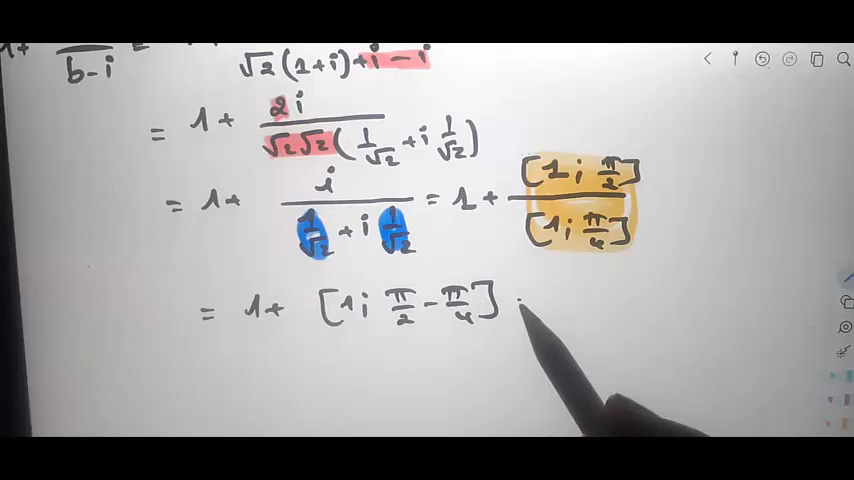 b-i = √2(1+i)+i-i
= 1+ 2i / √2√2(1/√2 + i 1/√2)
= 1+ i / 1/√2 + i 1/√2 = 1 + [1; π/2] / [1; π/4]
= 1+ [1; π/2 - π/4]